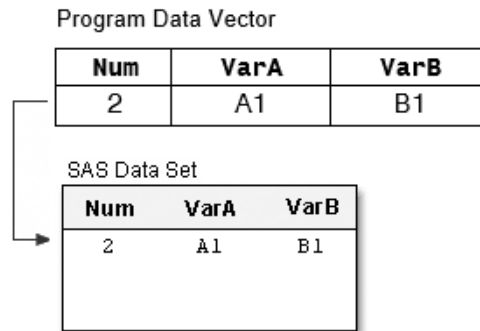 Program Data Vector
Num VarA VarB
2 A1 B1
SAS Data Set
Num VarA VarB
2 A1 B1